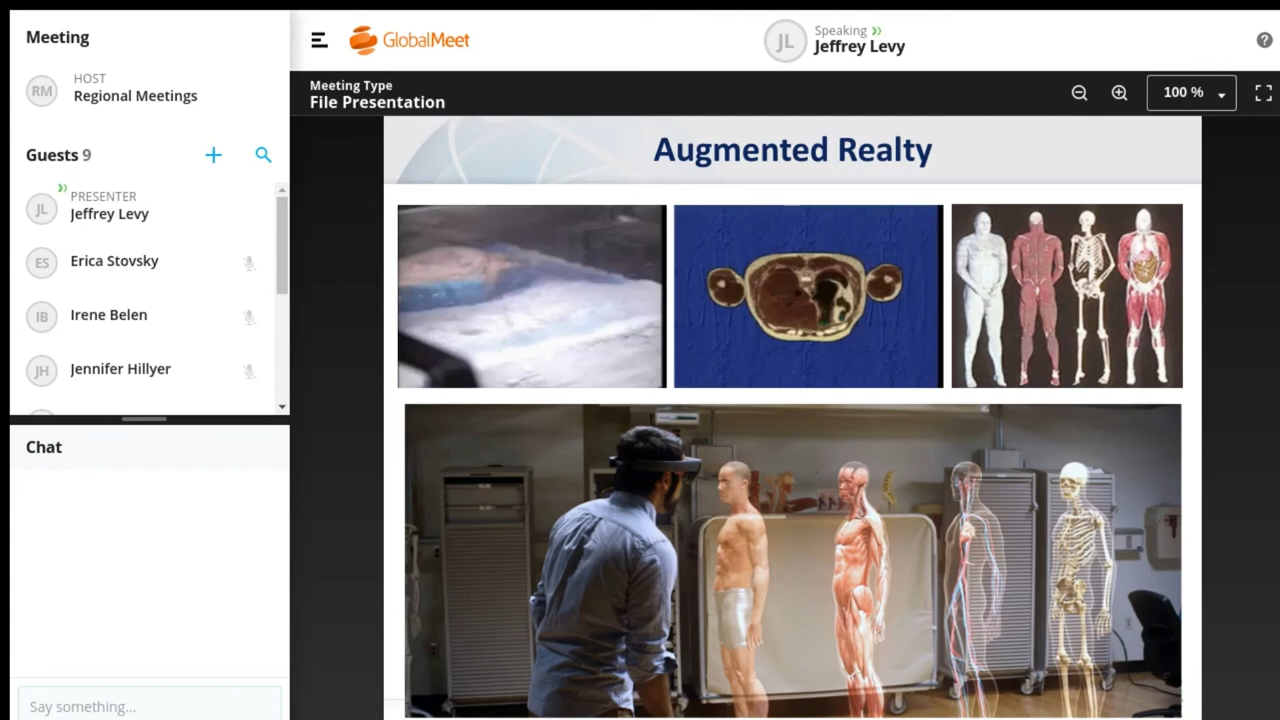 Meeting
RM
HOST
Regional Meetings
Guests 9
JL
PRESENTER
Jeffrey Levy
ES
Erica Stovsky
IB
Irene Belen
JH
Jennifer Hillyer
Chat
Say something...
GlobalMeet
JL
Speaking
Jeffrey Levy
?
Meeting Type
File Presentation
100 %
Augmented Realty